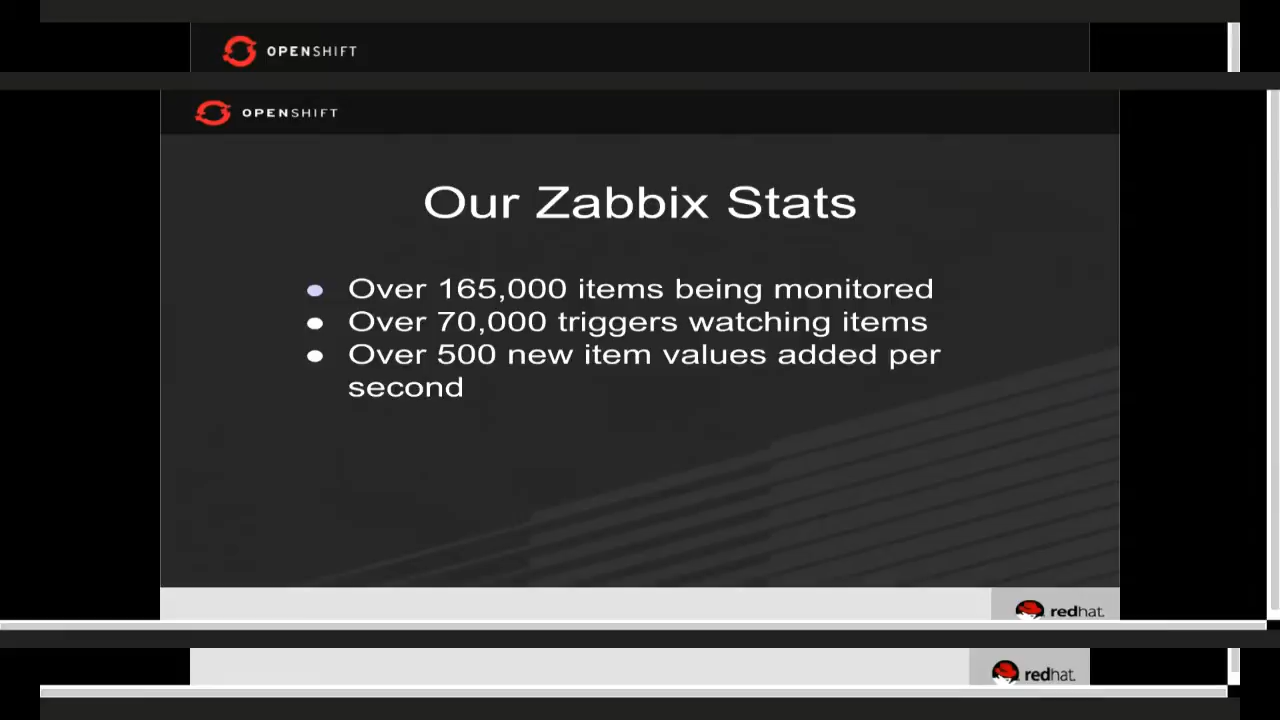 OPENSHIFT
OPENSHIFT
Our Zabbix Stats
• Over 165,000 items being monitored
• Over 70,000 triggers watching items
• Over 500 new item values added per
second
redhat.
redhat.